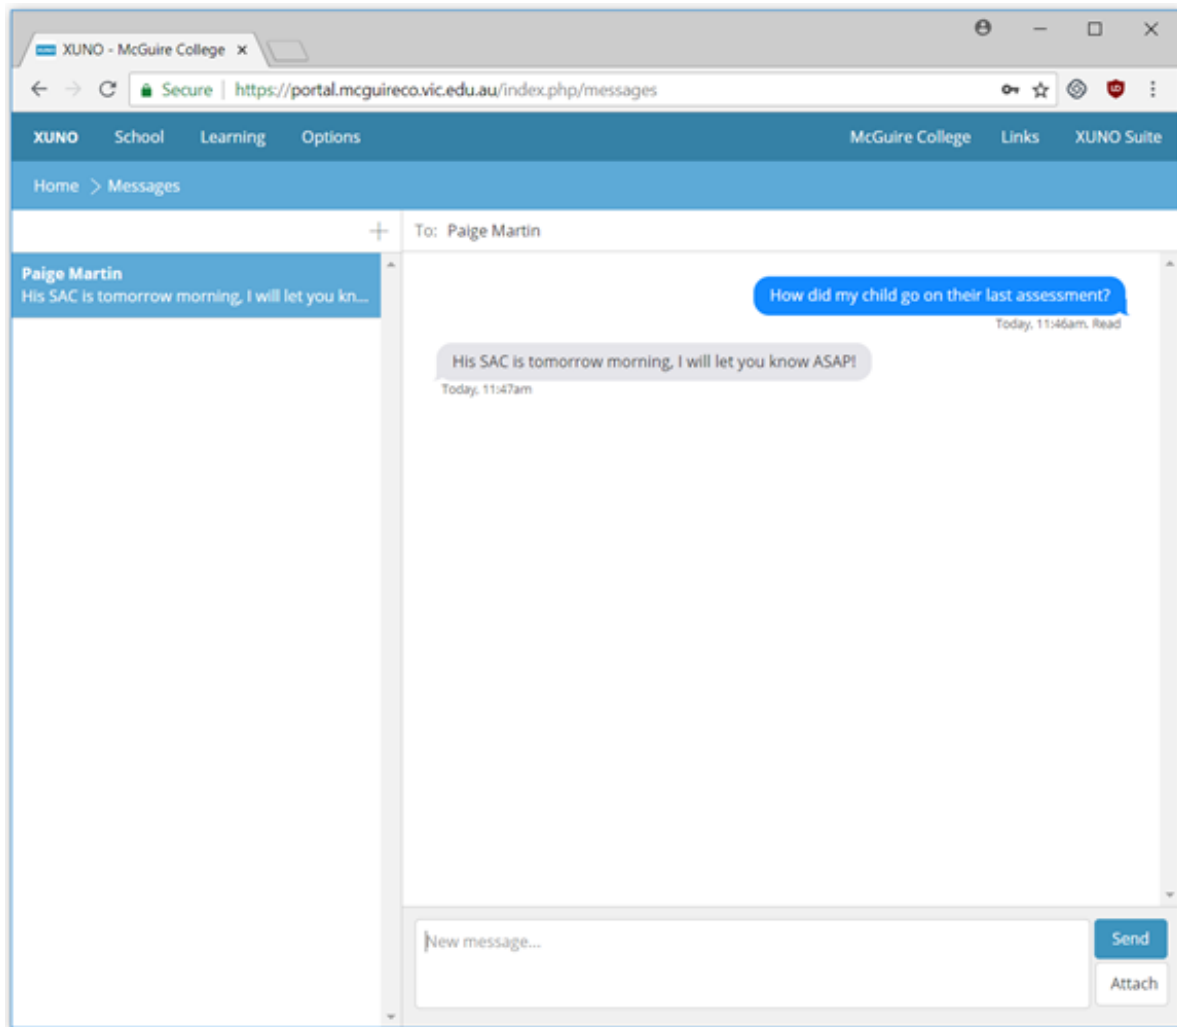 XUNO - McGuire College
Secure https://portal.mcguireco.vic.edu.au/index.php/messages
XUNO School Learning Options McGuire College Links XUNO Suite
Home > Messages
To: Paige Martin
Paige Martin
His SAC is tomorrow morning, I will let you kn...
How did my child go on their last assessment?
Today, 11:46am. Read
His SAC is tomorrow morning, I will let you know ASAP!
Today, 11:47am
New message...
Send
Attach